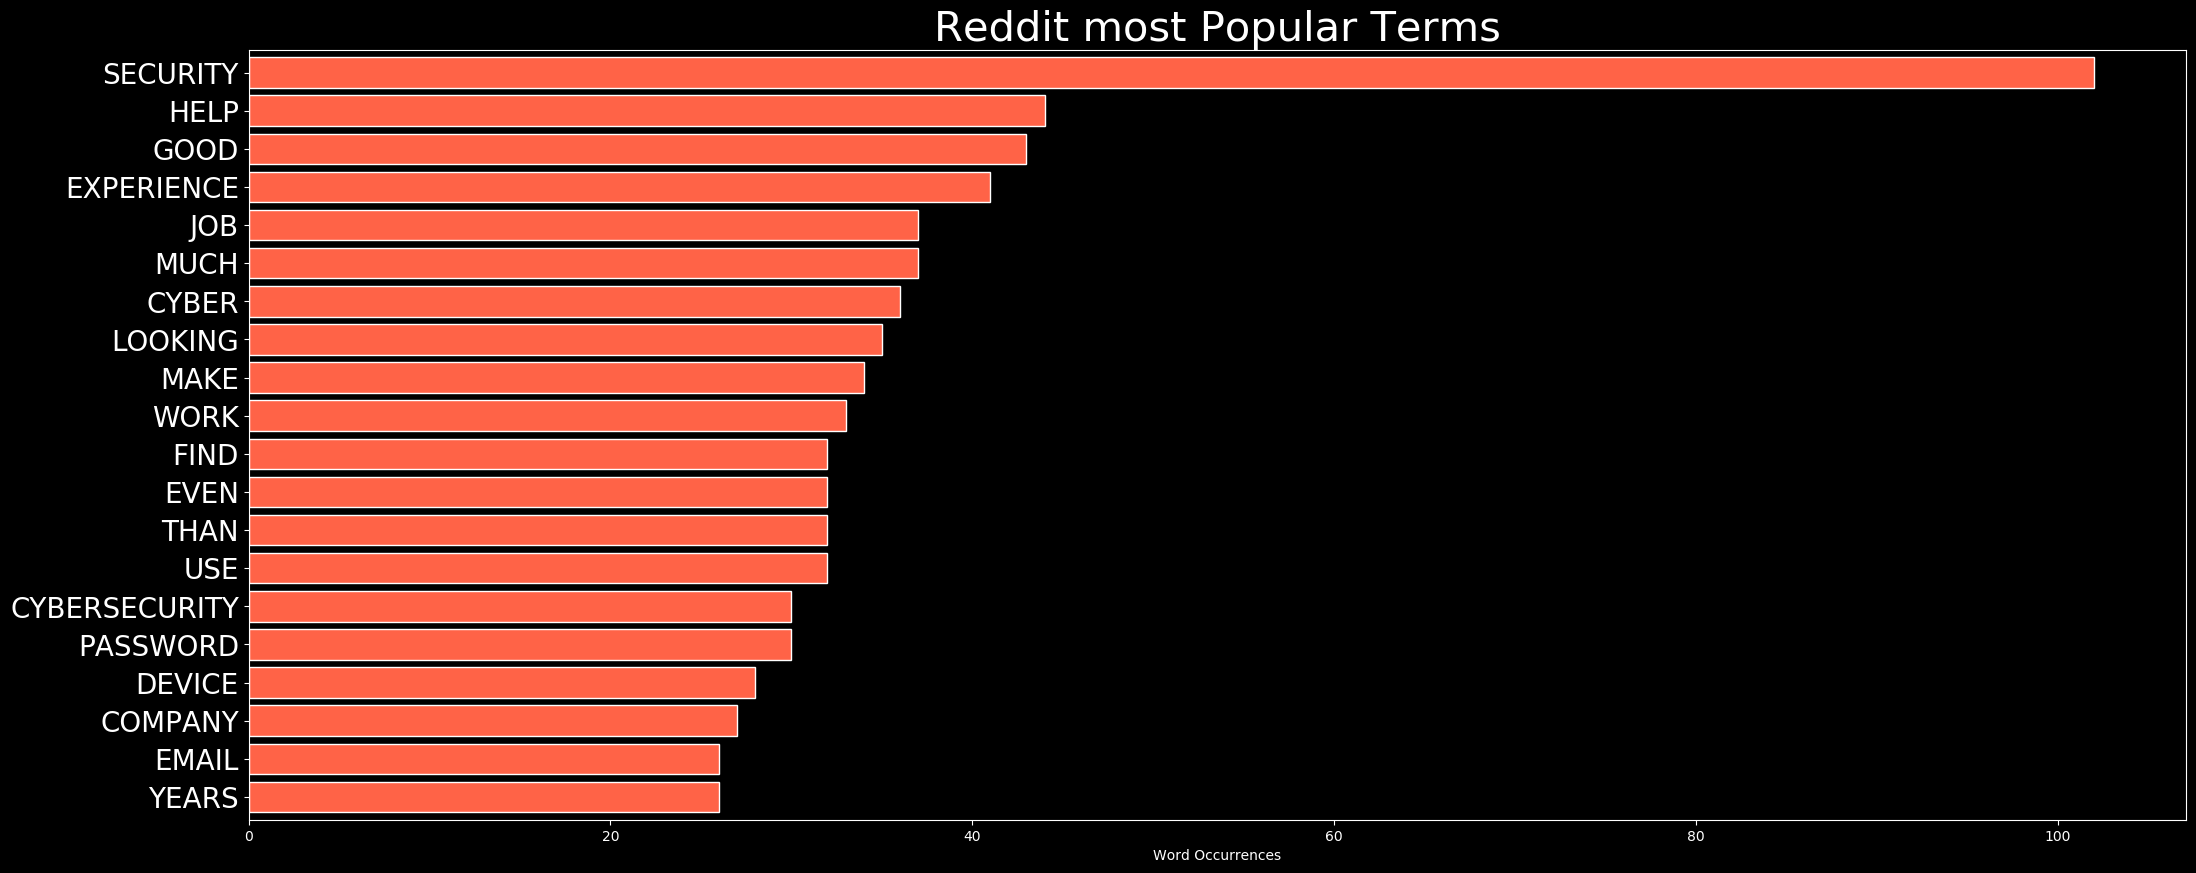 Reddit most Popular Terms
SECURITY
HELP
GOOD
EXPERIENCE
JOB
MUCH
CYBER
LOOKING
MAKE
WORK
FIND
EVEN
THAN
USE
CYBERSECURITY
PASSWORD
DEVICE
COMPANY
EMAIL
YEARS
0 20 40 60 80 100
Word Occurrences